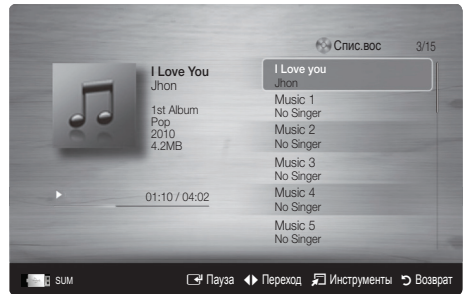 Спис.вос 3/15
I Love You
Jhon
1st Album
Pop
2010
4.2MB
01:10 / 04:02
I Love you
Jhon
Music 1
No Singer
Music 2
No Singer
Music 3
No Singer
Music 4
No Singer
Music 5
No Singer
SUM Пауза Переход Инструменты Возврат